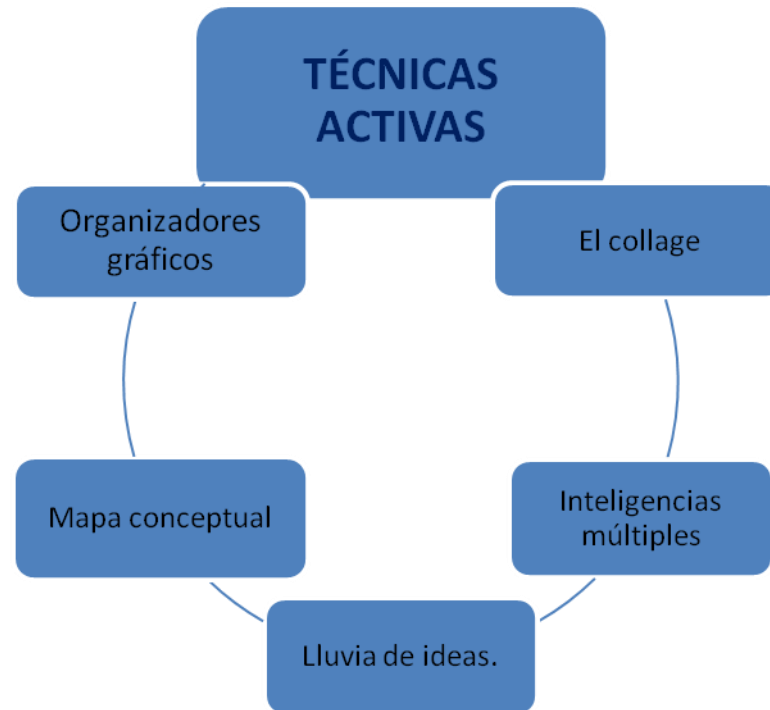 TÉCNICAS
ACTIVAS
Organizadores
gráficos
El collage
Mapa conceptual
Inteligencias
múltiples
Lluvia de ideas.